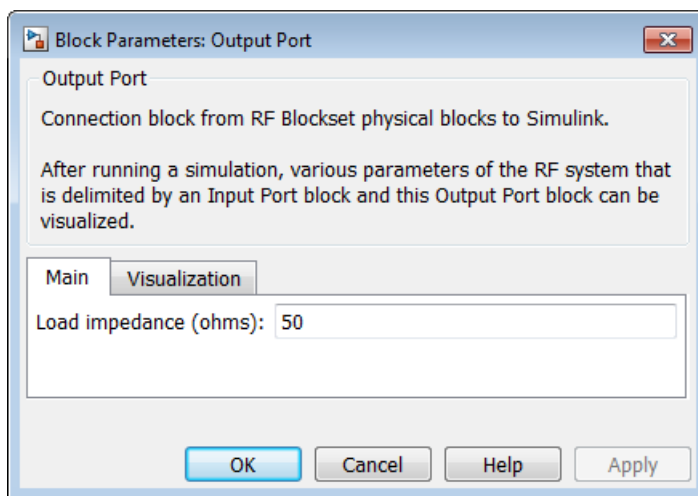 Block Parameters: Output Port
Output Port
Connection block from RF Blockset physical blocks to Simulink.
After running a simulation, various parameters of the RF system that
is delimited by an Input Port block and this Output Port block can be
visualized.
Main
Visualization
Load impedance (ohms): 50
OK
Cancel
Help
Apply